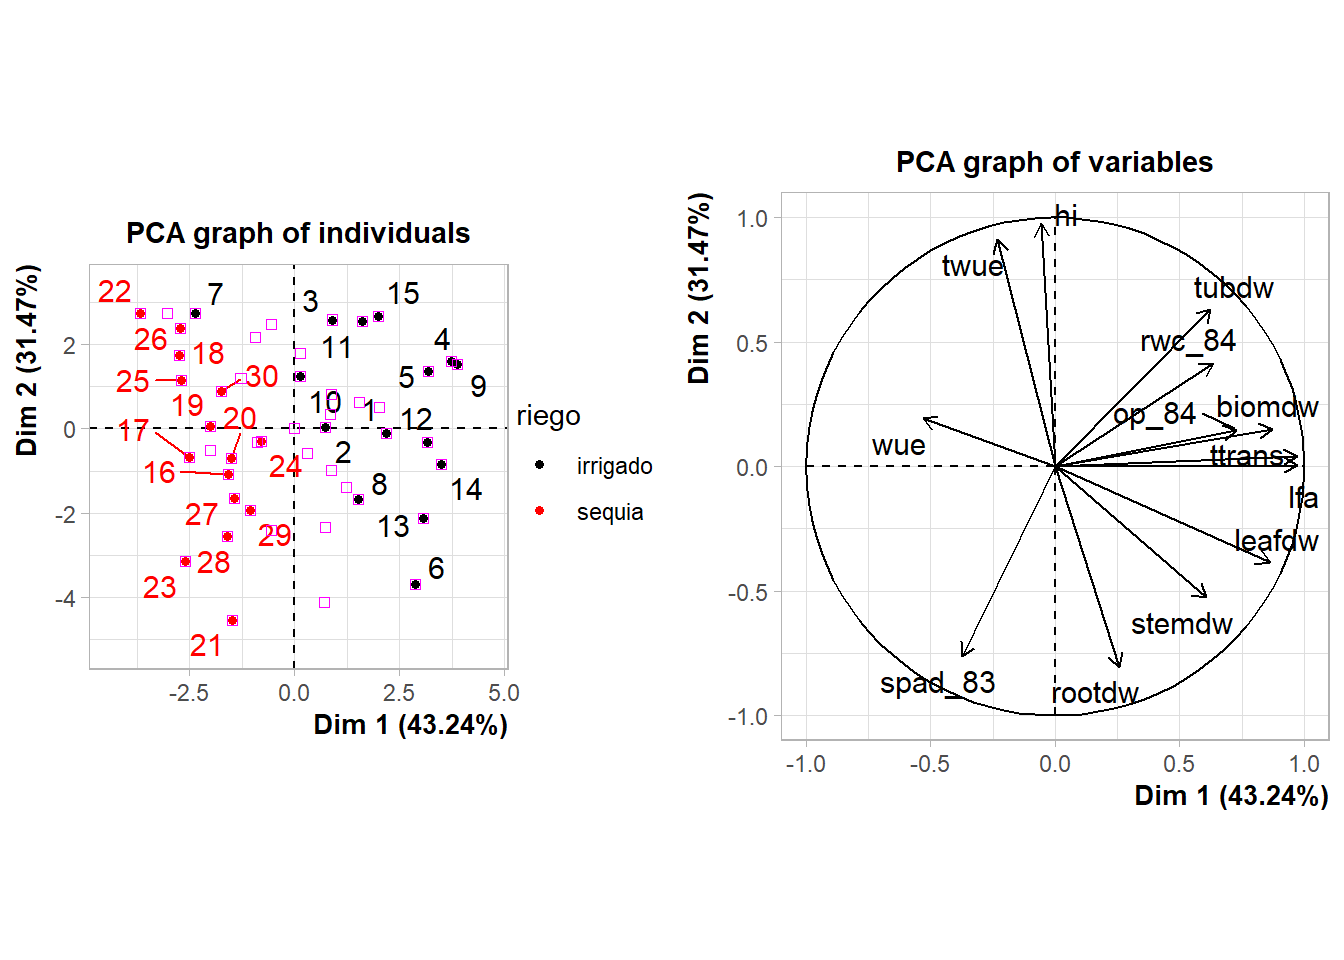 PCA graph of individuals
Dim 2 (31.47%)
22
7
3
15
26
18
11
4
25
30
5
9
19
20
10
1
12
17
16
24
2
8
14
27
29
13
28
23
6
21
2
0
-2
-4
-2.5
0.0
2.5
5.0
Dim 1 (43.24%)
riego
irrigado
sequia
PCA graph of variables
Dim 2 (31.47%)
1.0
0.5
0.0
-0.5
-1.0
hi
twue
tubdw
rwc_84
op_84
biomdw
wue
ttrans
lfa
leafdw
stemdw
spad_83
rootdw
-1.0
-0.5
0.0
0.5
1.0
Dim 1 (43.24%)